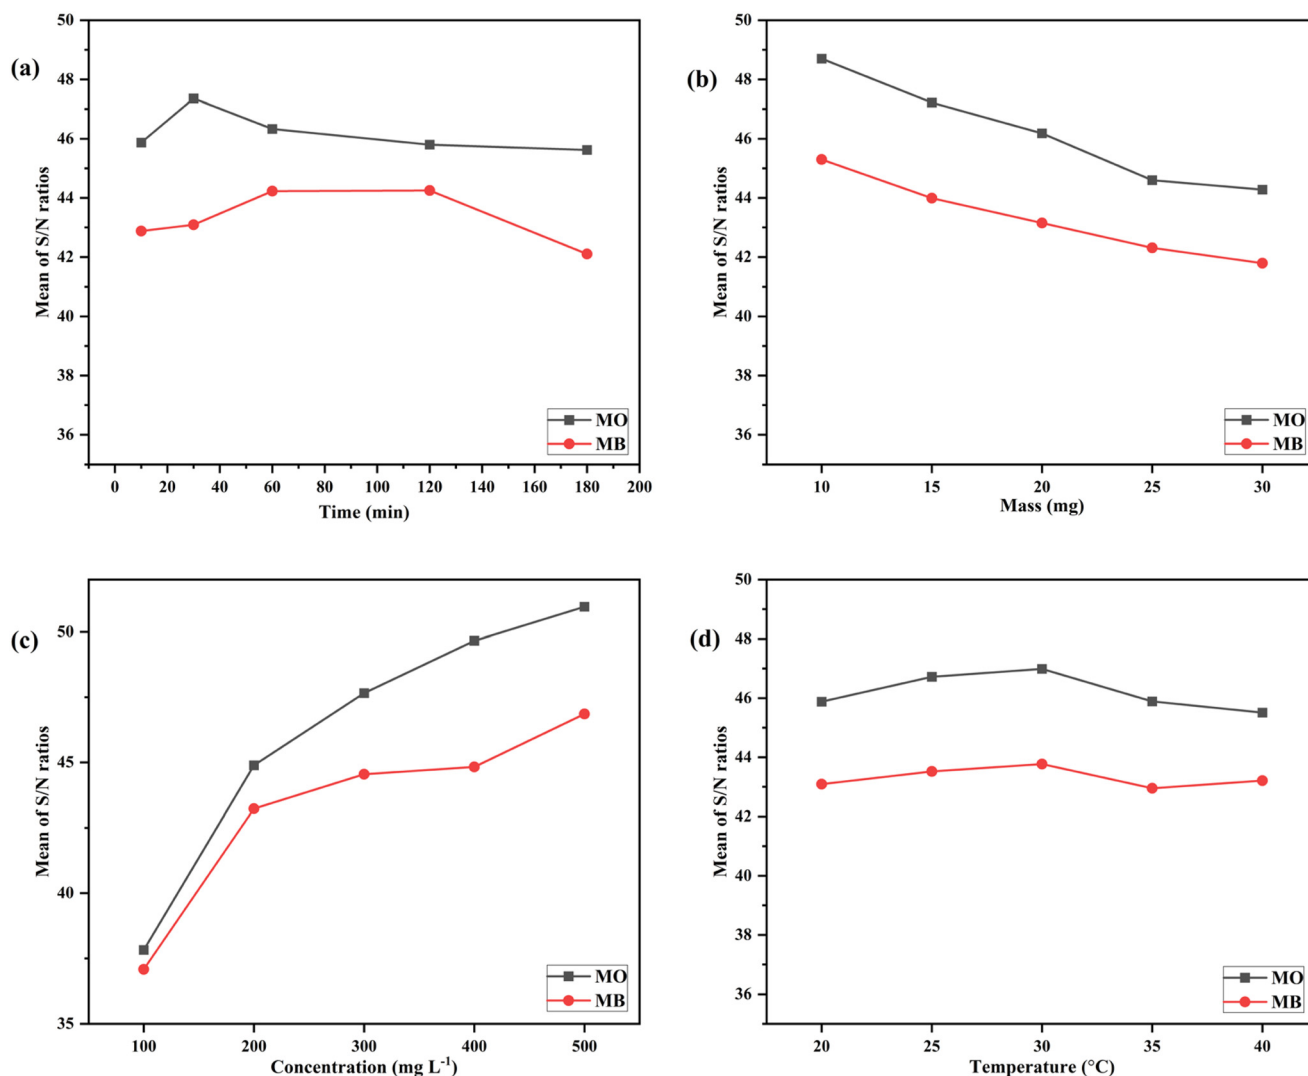 (a)
Mean of S/N ratios
50
48
46
44
42
40
38
36
0 20 40 60 80 100 120 140 160 180 200
Time (min)
MO
MB
(b)
Mean of S/N ratios
50
48
46
44
42
40
38
36
10 15 20 25 30
Mass (mg)
MO
MB
(c)
Mean of S/N ratios
50
45
40
35
100 200 300 400 500
Concentration (mg L⁻¹)
MO
MB
(d)
Mean of S/N ratios
50
48
46
44
42
40
38
36
20 25 30 35 40
Temperature (°C)
MO
MB